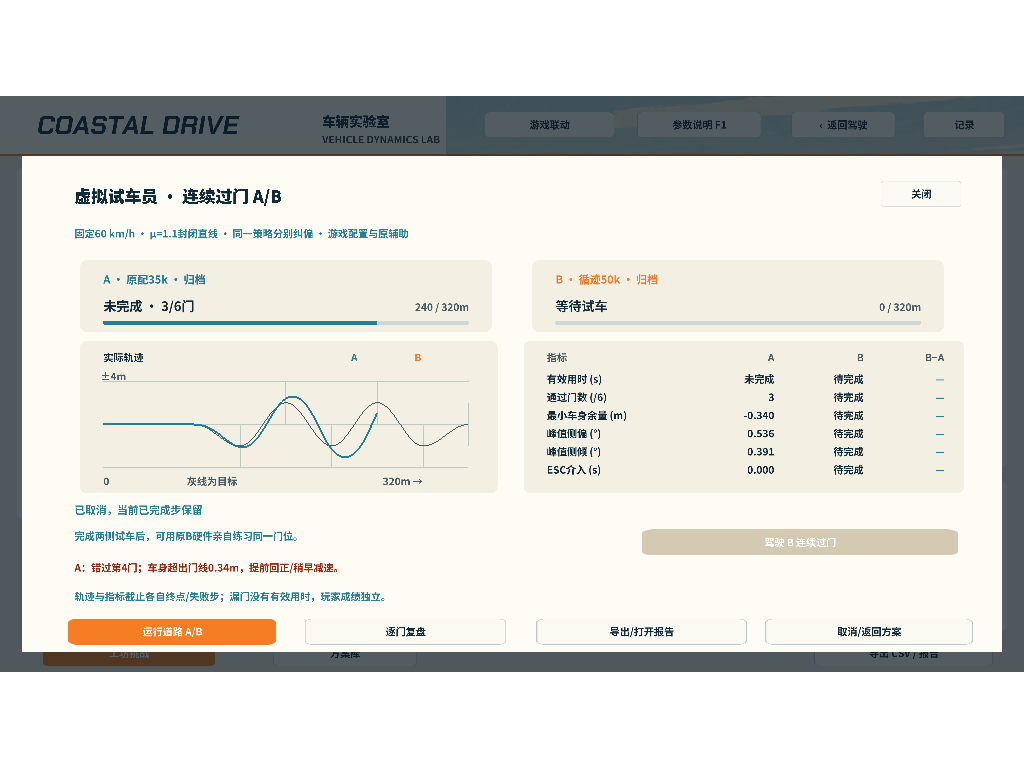 COASTAL DRIVE
车辆实验室
VEHICLE DYNAMICS LAB
游戏联动
参数说明 F1
‹ 返回驾驶
记录
虚拟试车员 • 连续过门 A/B
关闭
固定60 km/h • μ=1.1封闭直线 • 同一策略分别纠偏 • 游戏配置与原辅助
A • 原配35k • 归档
未完成 • 3/6门
240 / 320m
B • 循迹50k • 归档
等待试车
0 / 320m
实际轨迹 A B
±4m
0 灰线为目标 320m →
指标 A B B−A
有效用时 (s) 未完成 待完成 —
通过门数 (/6) 3 待完成 —
最小车身余量 (m) -0.340 待完成 —
峰值侧偏 (°) 0.536 待完成 —
峰值侧倾 (°) 0.391 待完成 —
ESC介入 (s) 0.000 待完成 —
已取消，当前已完成步保留
完成两侧试车后，可用原B硬件亲自练习同一门位。
驾驶 B 连续过门
A：错过第4门；车身超出门线0.34m，提前回正/稍早减速。
轨迹与指标截止各自终点/失败步；漏门没有有效用时，玩家成绩独立。
运行道路 A/B
逐门复盘
导出/打开报告
取消/返回方案
方案库
导出 CSV / 报告